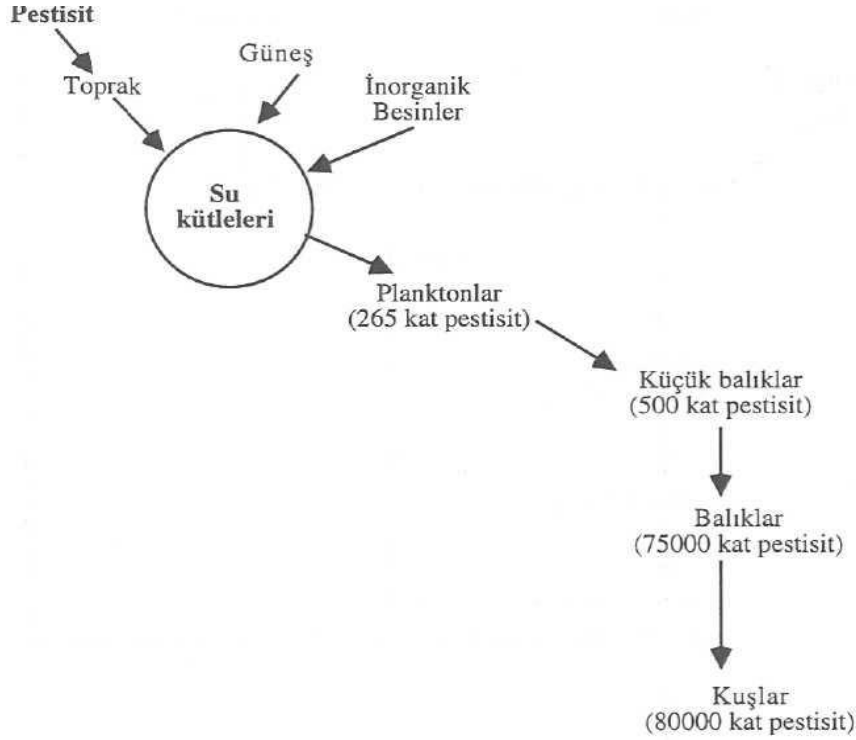 Pestisit
Güneş
Toprak
İnorganik
Besinler
Su
kütleleri
Planktonlar
(265 kat pestisit)
Küçük balıklar
(500 kat pestisit)
Balıklar
(75000 kat pestisit)
Kuşlar
(80000 kat pestisit)